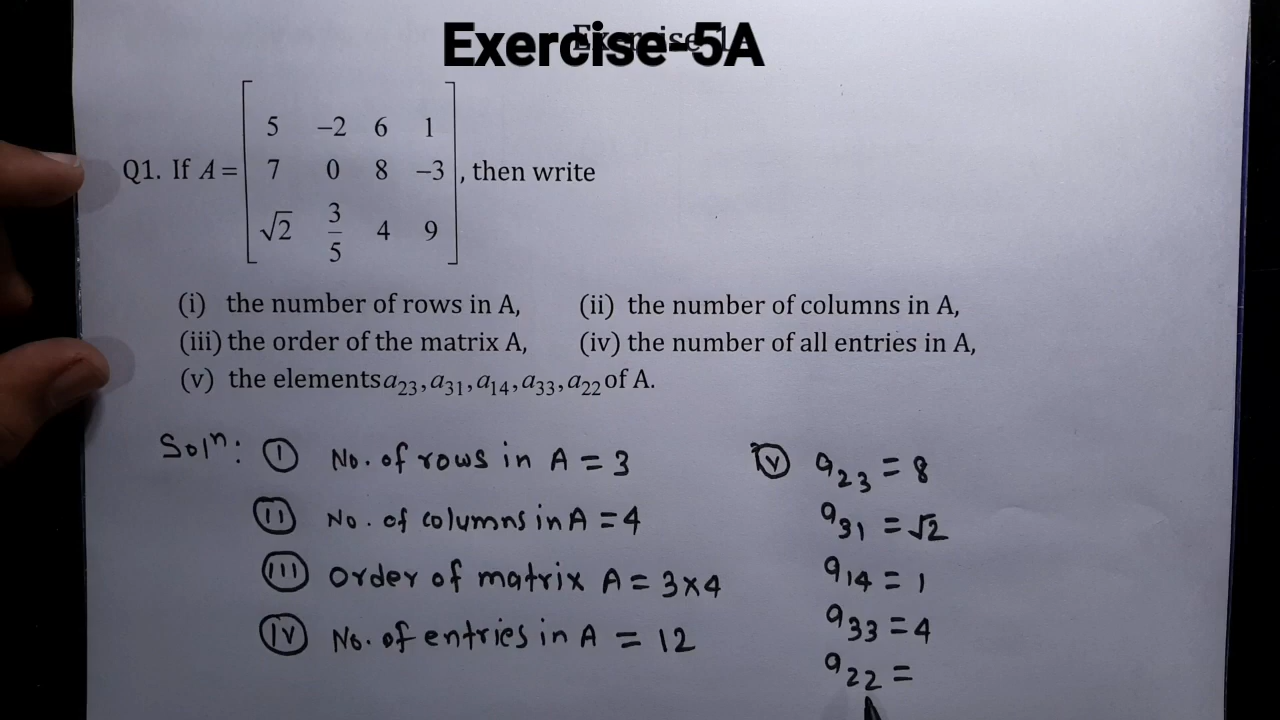 Exercise-5A
5 −2 6 1
Q1. If A = 7 0 8 −3 , then write
√2 3/5 4 9
(i) the number of rows in A, (ii) the number of columns in A,
(iii) the order of the matrix A, (iv) the number of all entries in A,
(v) the elements a₂₃, a₃₁, a₁₄, a₃₃, a₂₂ of A.
Solⁿ: (i) No. of rows in A = 3
(ii) No. of columns in A = 4
(iii) Order of matrix A = 3×4
(iv) No. of entries in A = 12
(v) a₂₃ = 8
a₃₁ = √2
a₁₄ = 1
a₃₃ = 4
a₂₂ =